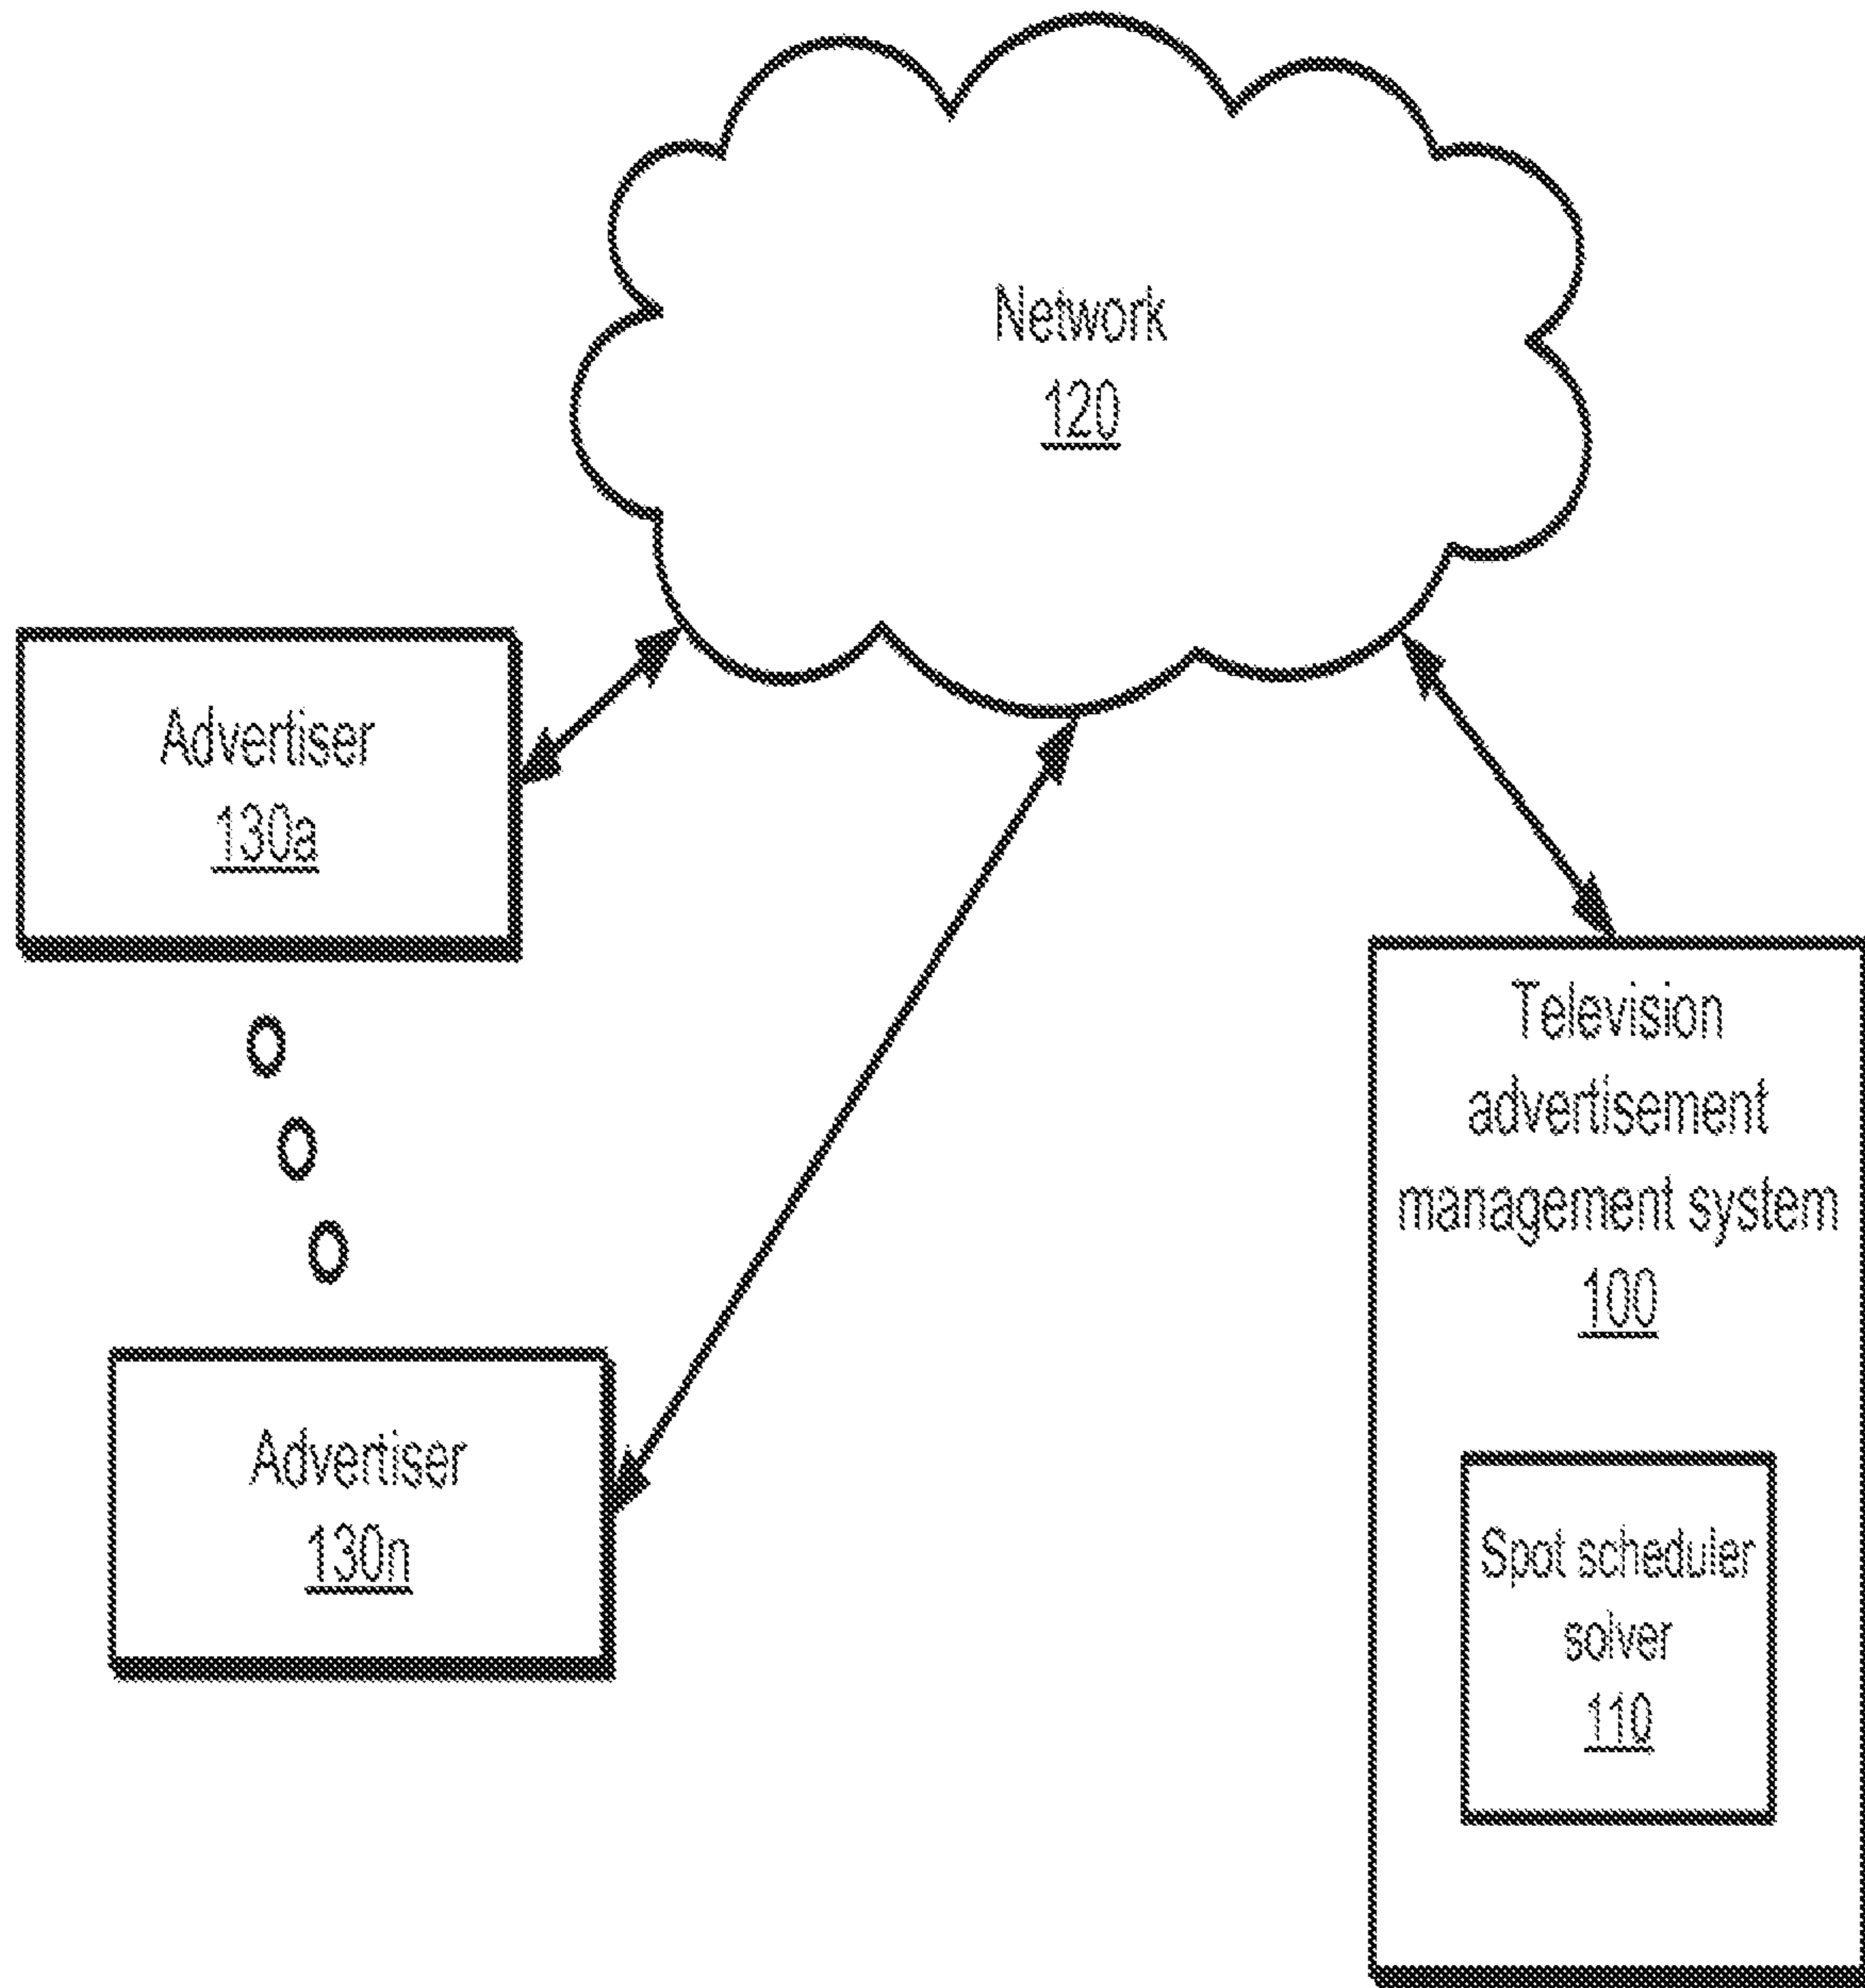 Network
120
Advertiser
130a
Advertiser
130n
Television
advertisement
management system
100
Spot scheduler
solver
110